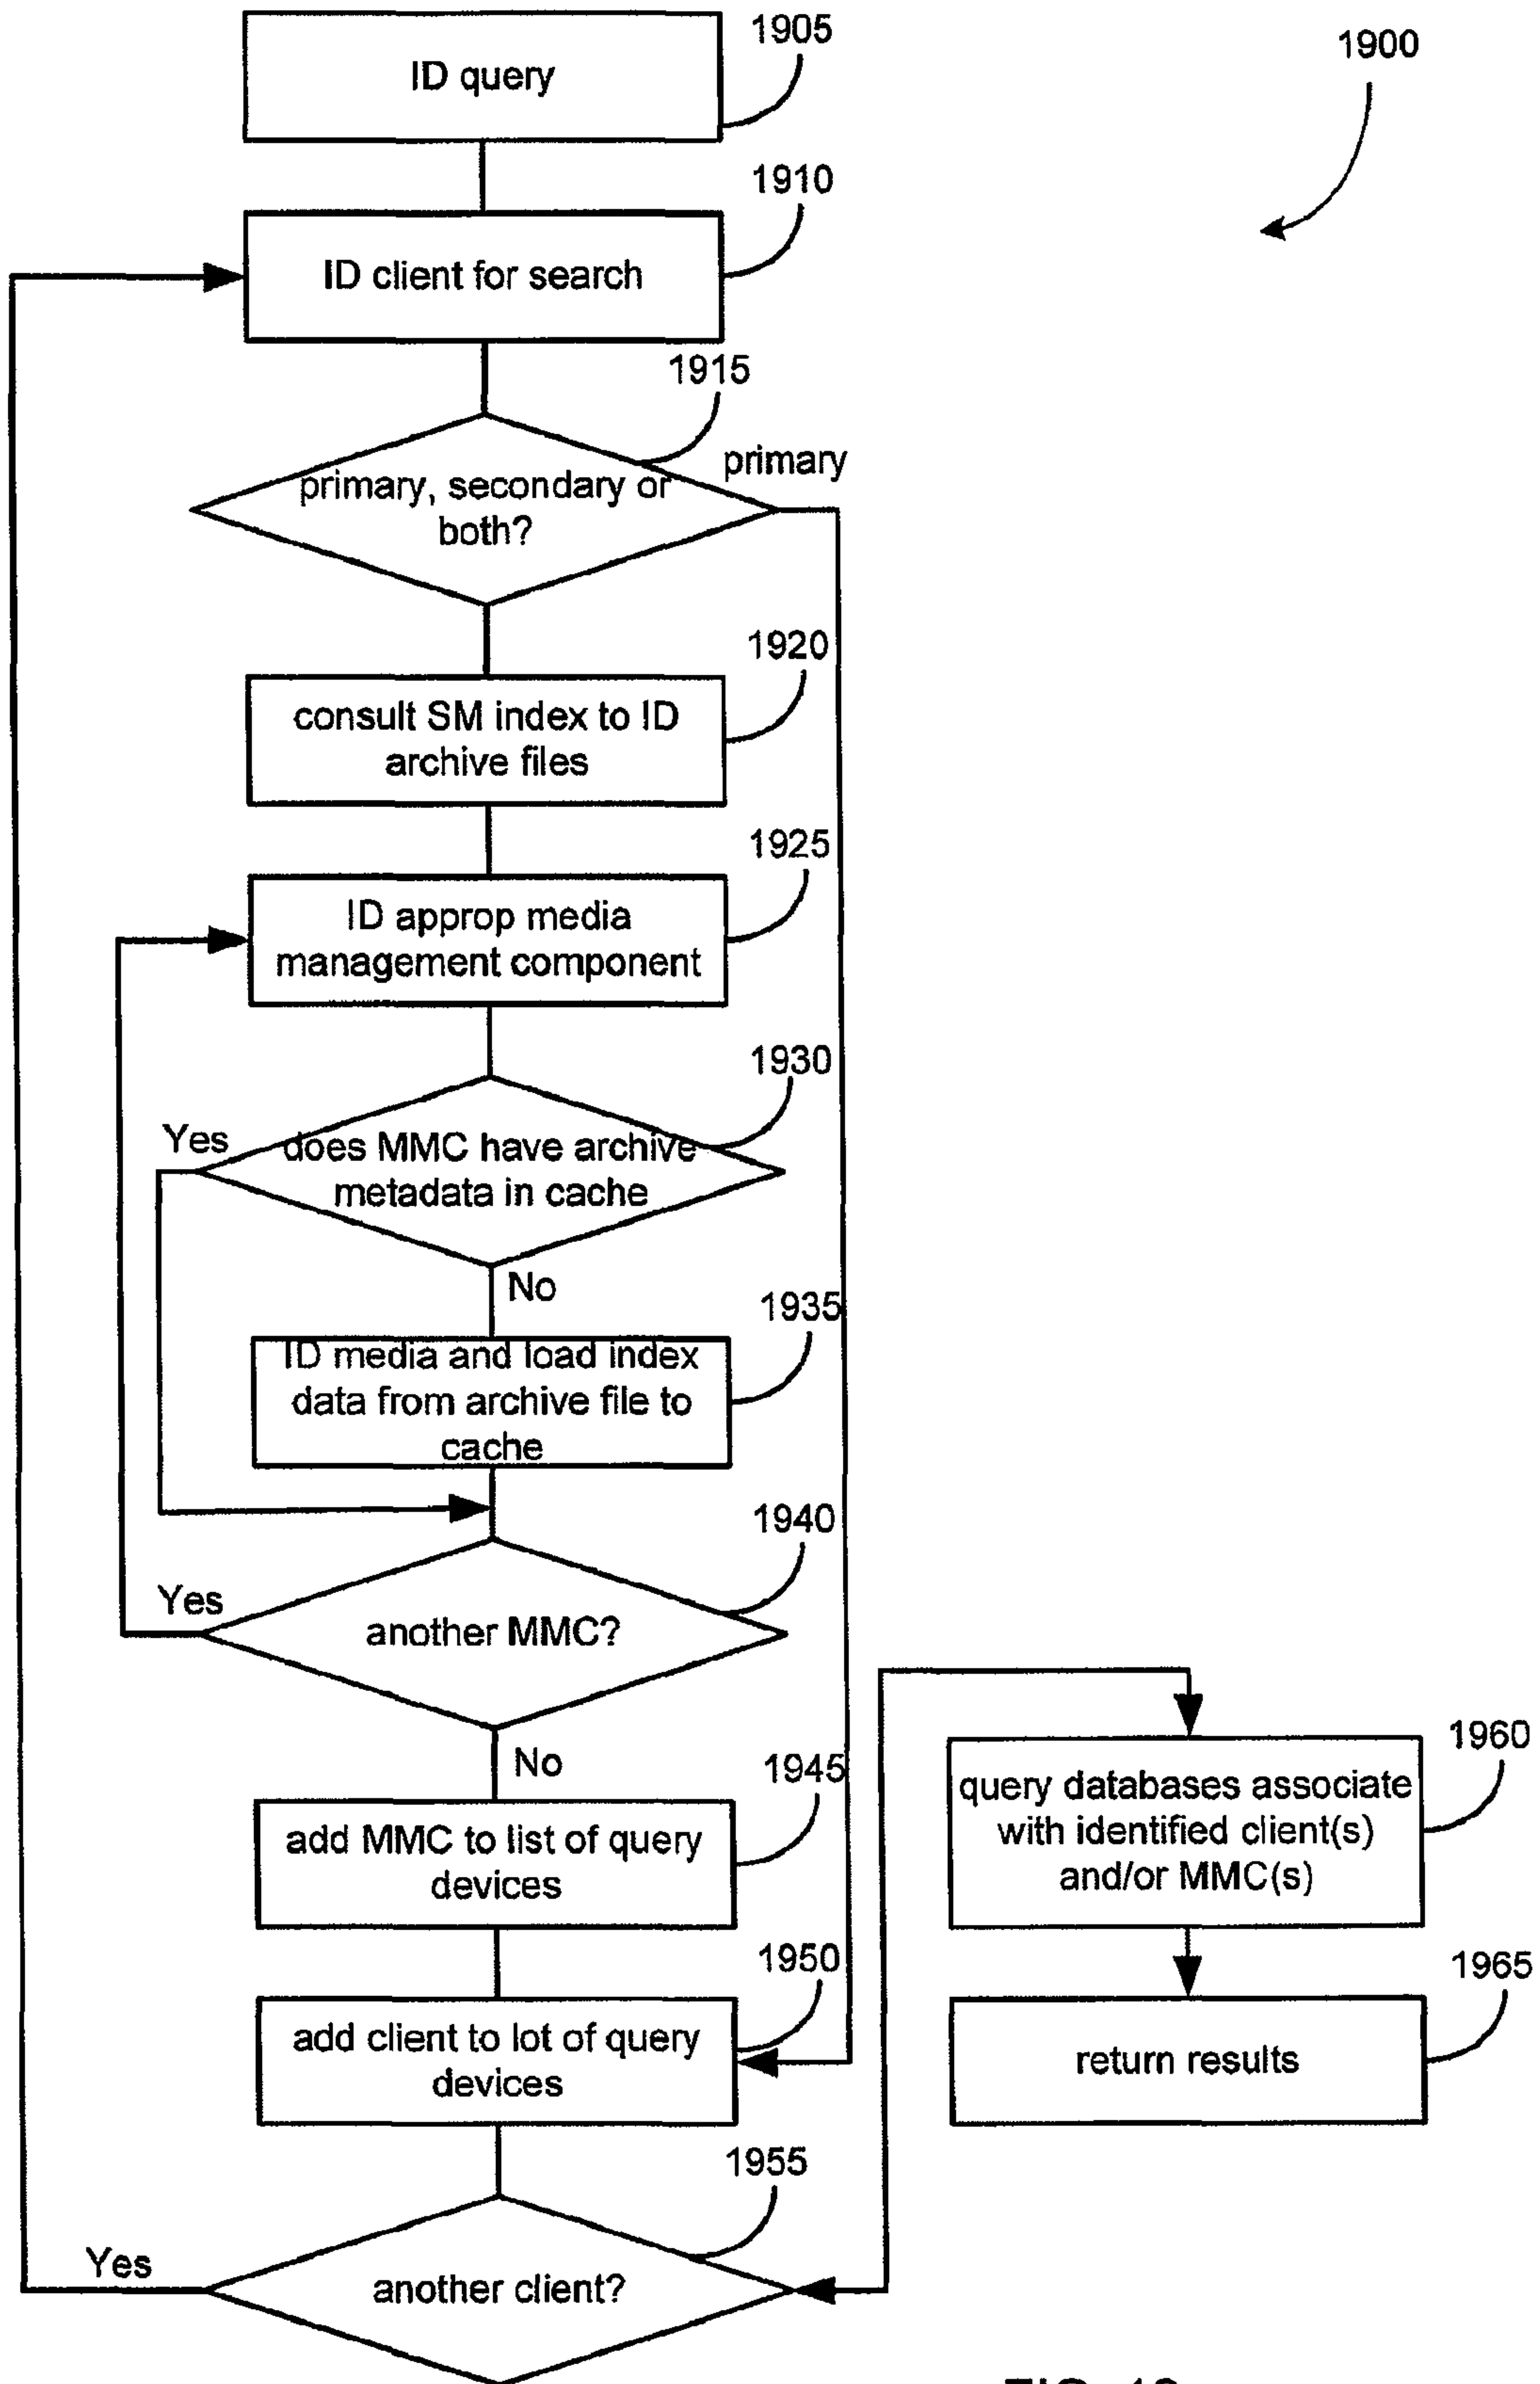 1905
1900
ID query
1910
ID client for search
1915
primary
primary, secondary or
both?
1920
consult SM index to ID
archive files
1925
ID approp media
management component
1930
Yes
does MMC have archive
metadata in cache
No
1935
ID media and load index
data from archive file to
cache
1940
Yes
another MMC?
No
1945
add MMC to list of query
devices
1950
add client to lot of query
devices
1955
Yes
another client?
1960
query databases associate
with identified client(s)
and/or MMC(s)
1965
return results